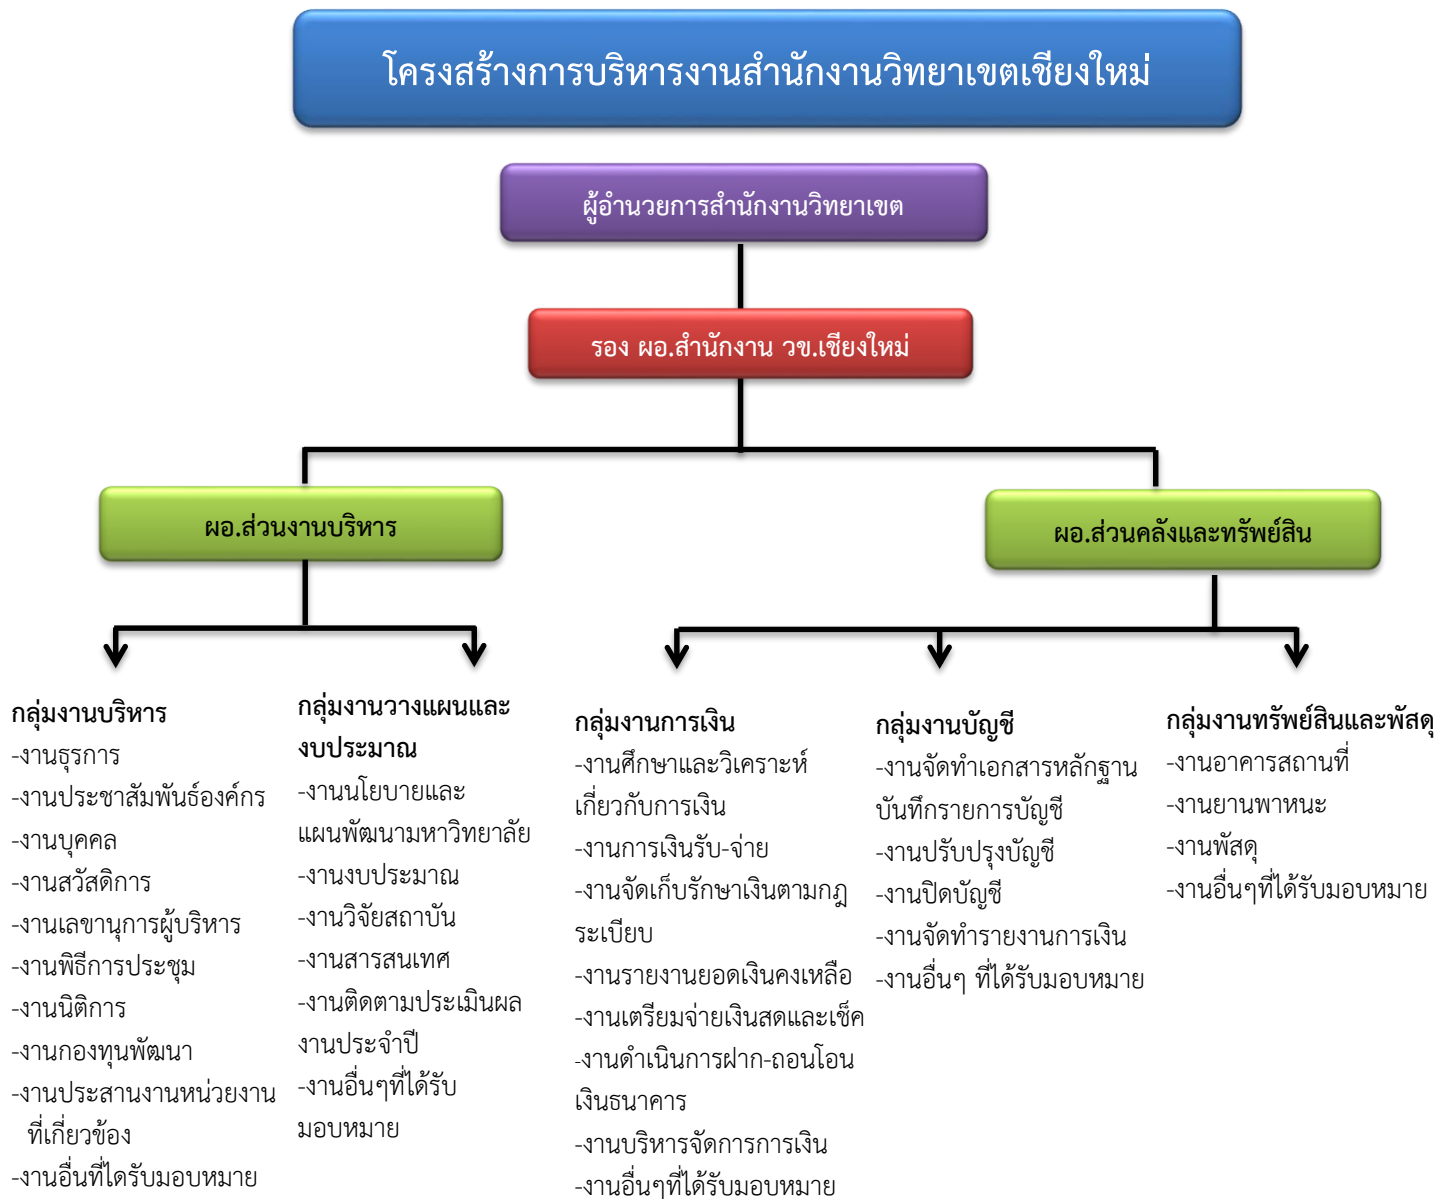 โครงสร้างการบริหารงานสำนักงานวิทยาเขตเชียงใหม่
ผู้อำนวยการสำนักงานวิทยาเขต
รอง ผอ.สำนักงาน วข.เชียงใหม่
ผอ.ส่วนงานบริหาร
ผอ.ส่วนคลังและทรัพย์สิน
กลุ่มงานบริหาร
-งานธุรการ
-งานประชาสัมพันธ์องค์กร
-งานบุคคล
-งานสวัสดิการ
-งานเลขานุการผู้บริหาร
-งานพิธีการประชุม
-งานนิติการ
-งานกองทุนพัฒนา
-งานประสานงานหน่วยงาน
ที่เกี่ยวข้อง
-งานอื่นที่ไดรับมอบหมาย
กลุ่มงานวางแผนและ
งบประมาณ
-งานนโยบายและ
แผนพัฒนามหาวิทยาลัย
-งานงบประมาณ
-งานวิจัยสถาบัน
-งานสารสนเทศ
-งานติดตามประเมินผล
งานประจำปี
-งานอื่นๆที่ได้รับ
มอบหมาย
กลุ่มงานการเงิน
-งานศึกษาและวิเคราะห์
เกี่ยวกับการเงิน
-งานการเงินรับ-จ่าย
-งานจัดเก็บรักษาเงินตามกฎ
ระเบียบ
-งานรายงานยอดเงินคงเหลือ
-งานเตรียมจ่ายเงินสดและเช็ค
-งานดำเนินการฝาก-ถอนโอน
เงินธนาคาร
-งานบริหารจัดการการเงิน
-งานอื่นๆที่ได้รับมอบหมาย
กลุ่มงานบัญชี
-งานจัดทำเอกสารหลักฐาน
บันทึกรายการบัญชี
-งานปรับปรุงบัญชี
-งานปิดบัญชี
-งานจัดทำรายงานการเงิน
-งานอื่นๆ ที่ได้รับมอบหมาย
กลุ่มงานทรัพย์สินและพัสดุ
-งานอาคารสถานที่
-งานยานพาหนะ
-งานพัสดุ
-งานอื่นๆที่ได้รับมอบหมาย